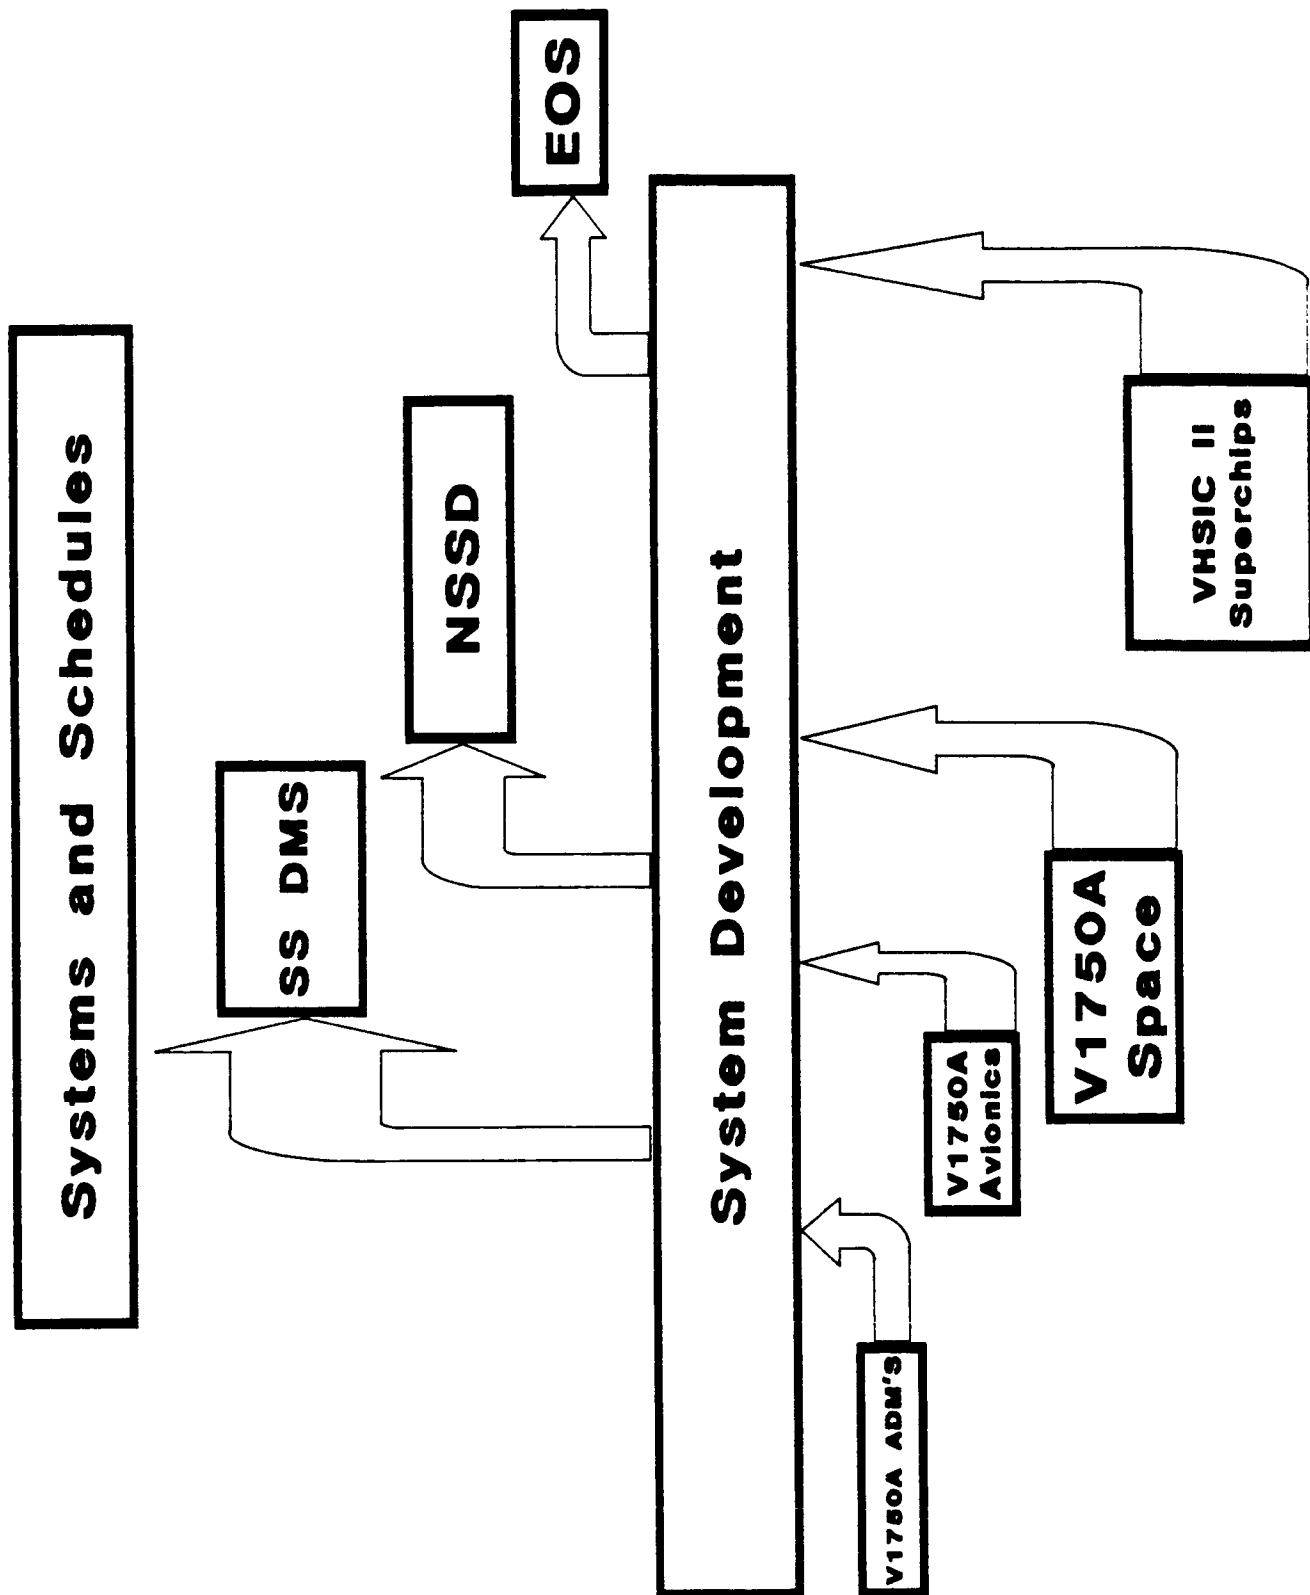 Systems and Schedules
SS DMS
NSSD
EOS
System Development
V1750A ADM'S
V1750A
Avionics
V1750A
Space
VHSIC II
Superchips